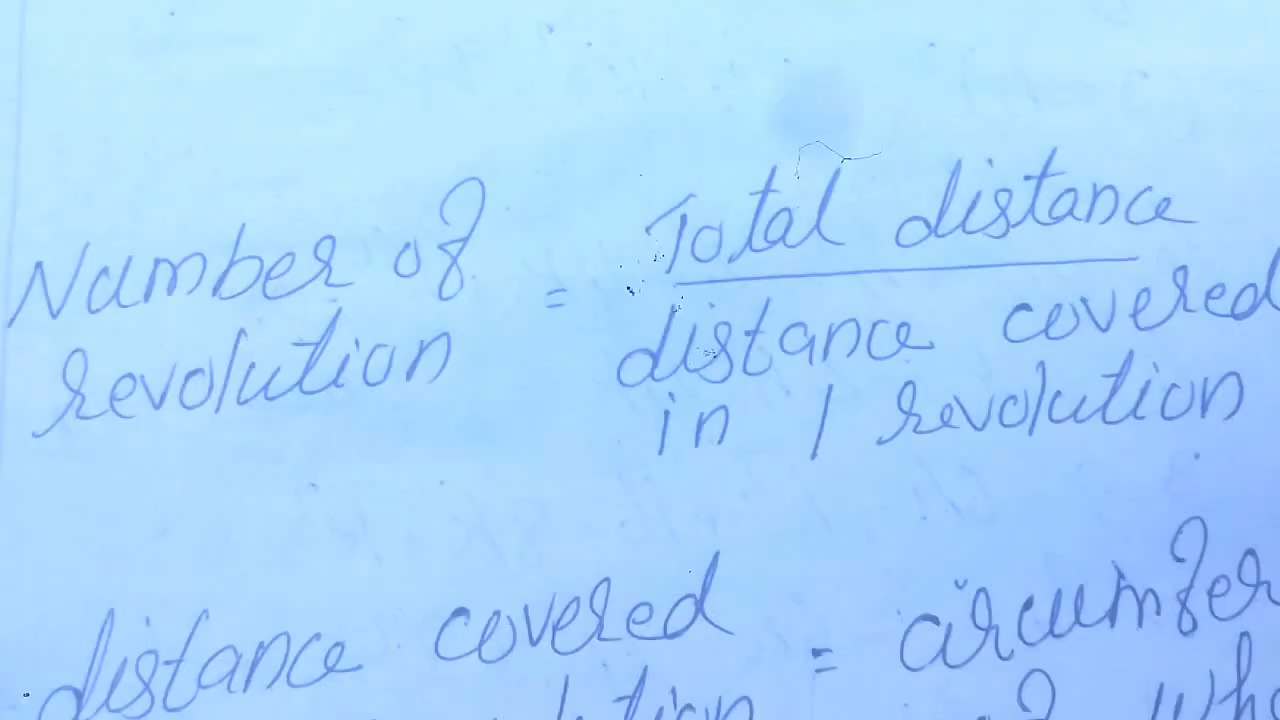 Number of = Total distance
revolution distance covered
in 1 revolution
distance covered = circumfer